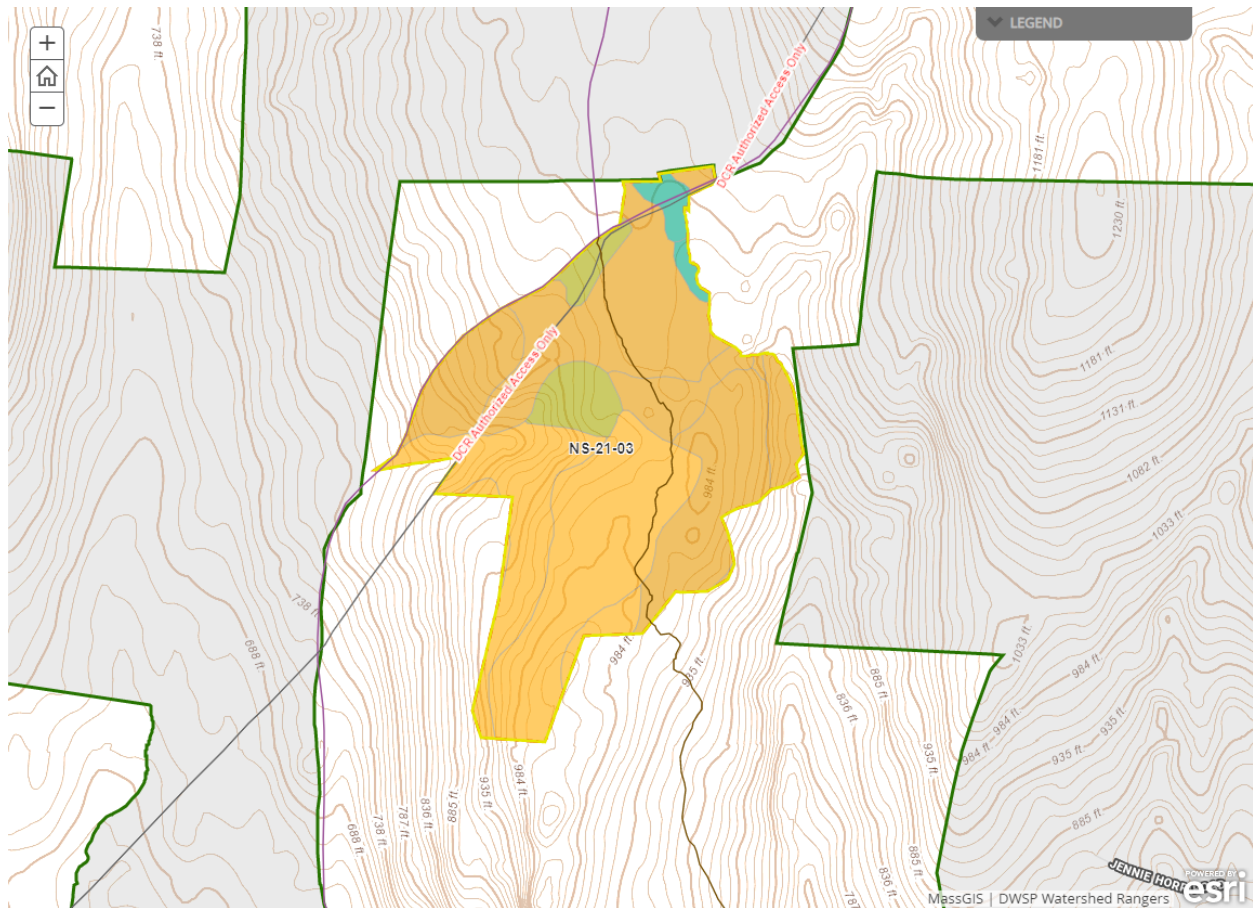 +
−
LEGEND
738 ft.
DCR Authorized Access Only
1181 ft
1230 ft.
1181 ft.
1131 ft.
1082 ft.
1033 ft
DCR Authorized Access Only
NS-21-03
984 ft.
738 ft.
688 ft.
984 ft.
935 ft.
1033 ft
984 ft.
885 ft.
836 ft.
935 ft.
984 ft.
984 ft.
935 ft.
935 ft.
885 ft.
688 ft.
738 ft.
787 ft.
836 ft.
885 ft.
935 ft.
984 ft.
885 ft.
836 ft.
MassGIS | DWSP Watershed Rangers
POWERED BY
esri